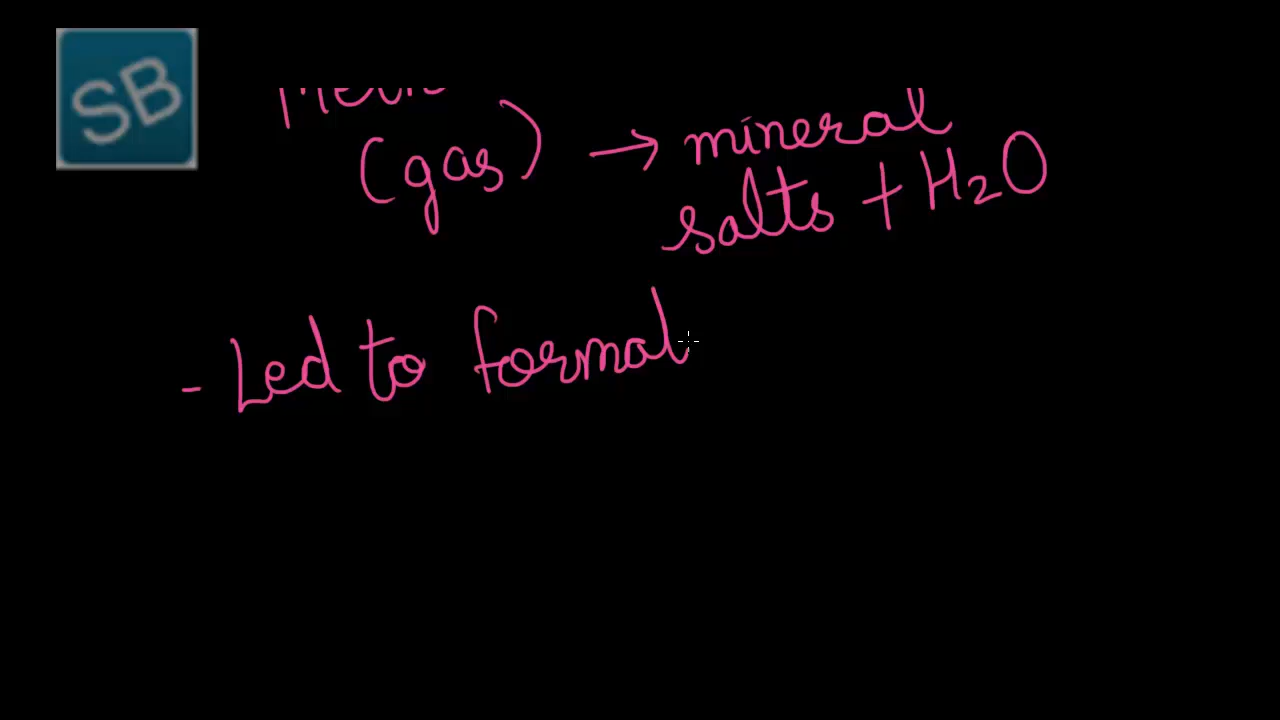 SB
(gas) → mineral
salts + H2O
- Led to formal